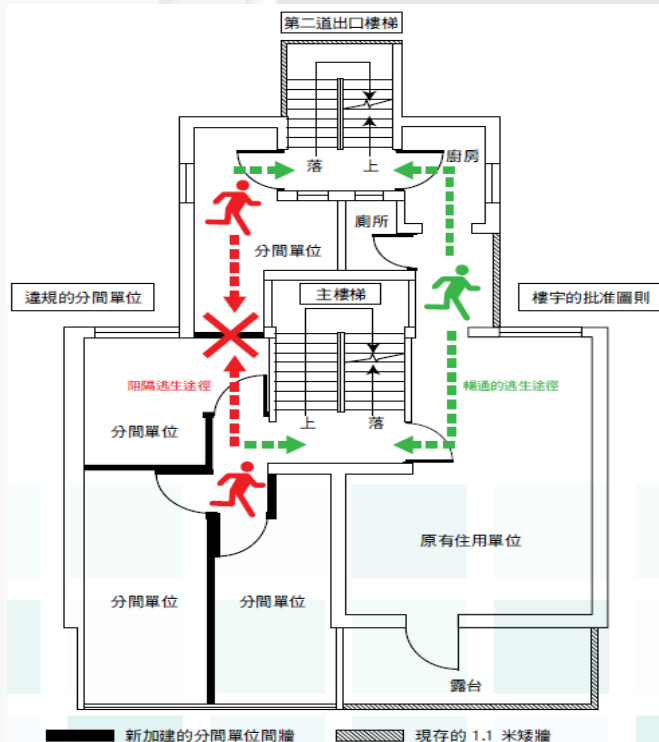 第二道出口樓梯
落
上
廚房
廁所
分間單位
違規的分間單位
主樓梯
樓宇的批准圖則
阻隔逃生途徑
暢通的逃生途徑
分間單位
上
落
原有住用單位
分間單位
分間單位
露台
新加建的分間單位間牆
現存的 1.1 米矮牆